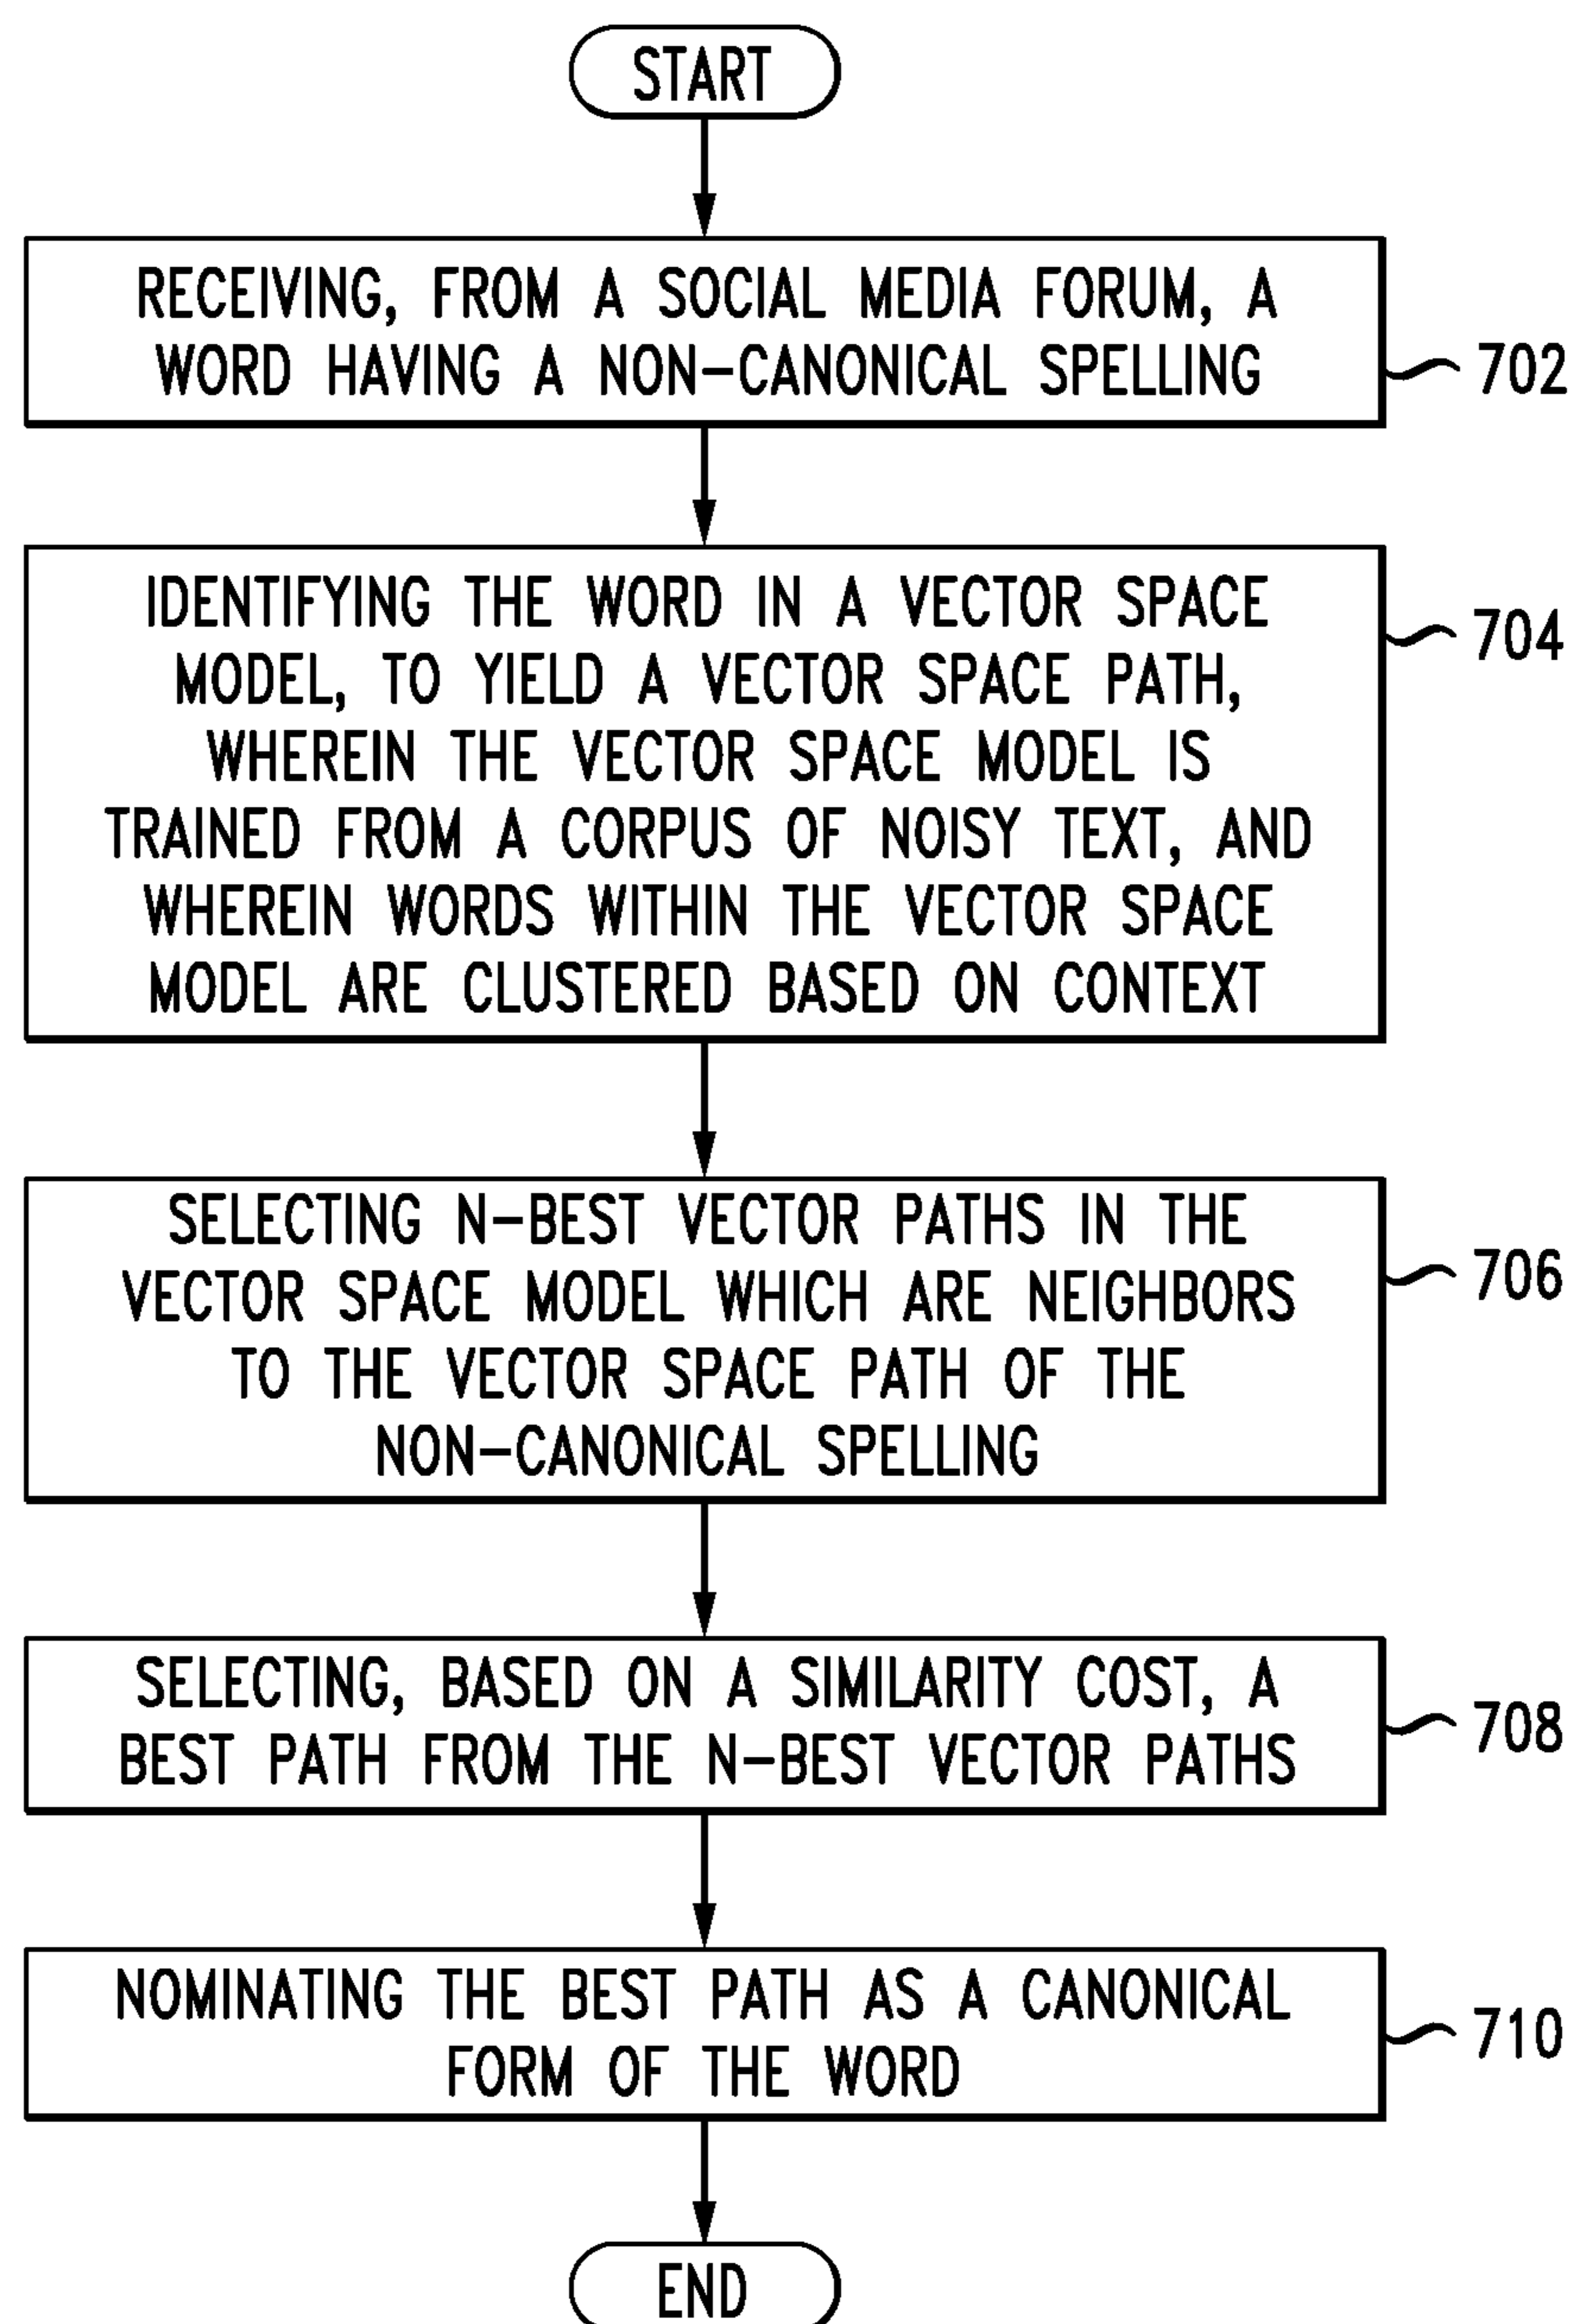 START
RECEIVING, FROM A SOCIAL MEDIA FORUM, A
WORD HAVING A NON-CANONICAL SPELLING
702
IDENTIFYING THE WORD IN A VECTOR SPACE
MODEL, TO YIELD A VECTOR SPACE PATH,
WHEREIN THE VECTOR SPACE MODEL IS
TRAINED FROM A CORPUS OF NOISY TEXT, AND
WHEREIN WORDS WITHIN THE VECTOR SPACE
MODEL ARE CLUSTERED BASED ON CONTEXT
704
SELECTING N-BEST VECTOR PATHS IN THE
VECTOR SPACE MODEL WHICH ARE NEIGHBORS
TO THE VECTOR SPACE PATH OF THE
NON-CANONICAL SPELLING
706
SELECTING, BASED ON A SIMILARITY COST, A
BEST PATH FROM THE N-BEST VECTOR PATHS
708
NOMINATING THE BEST PATH AS A CANONICAL
FORM OF THE WORD
710
END